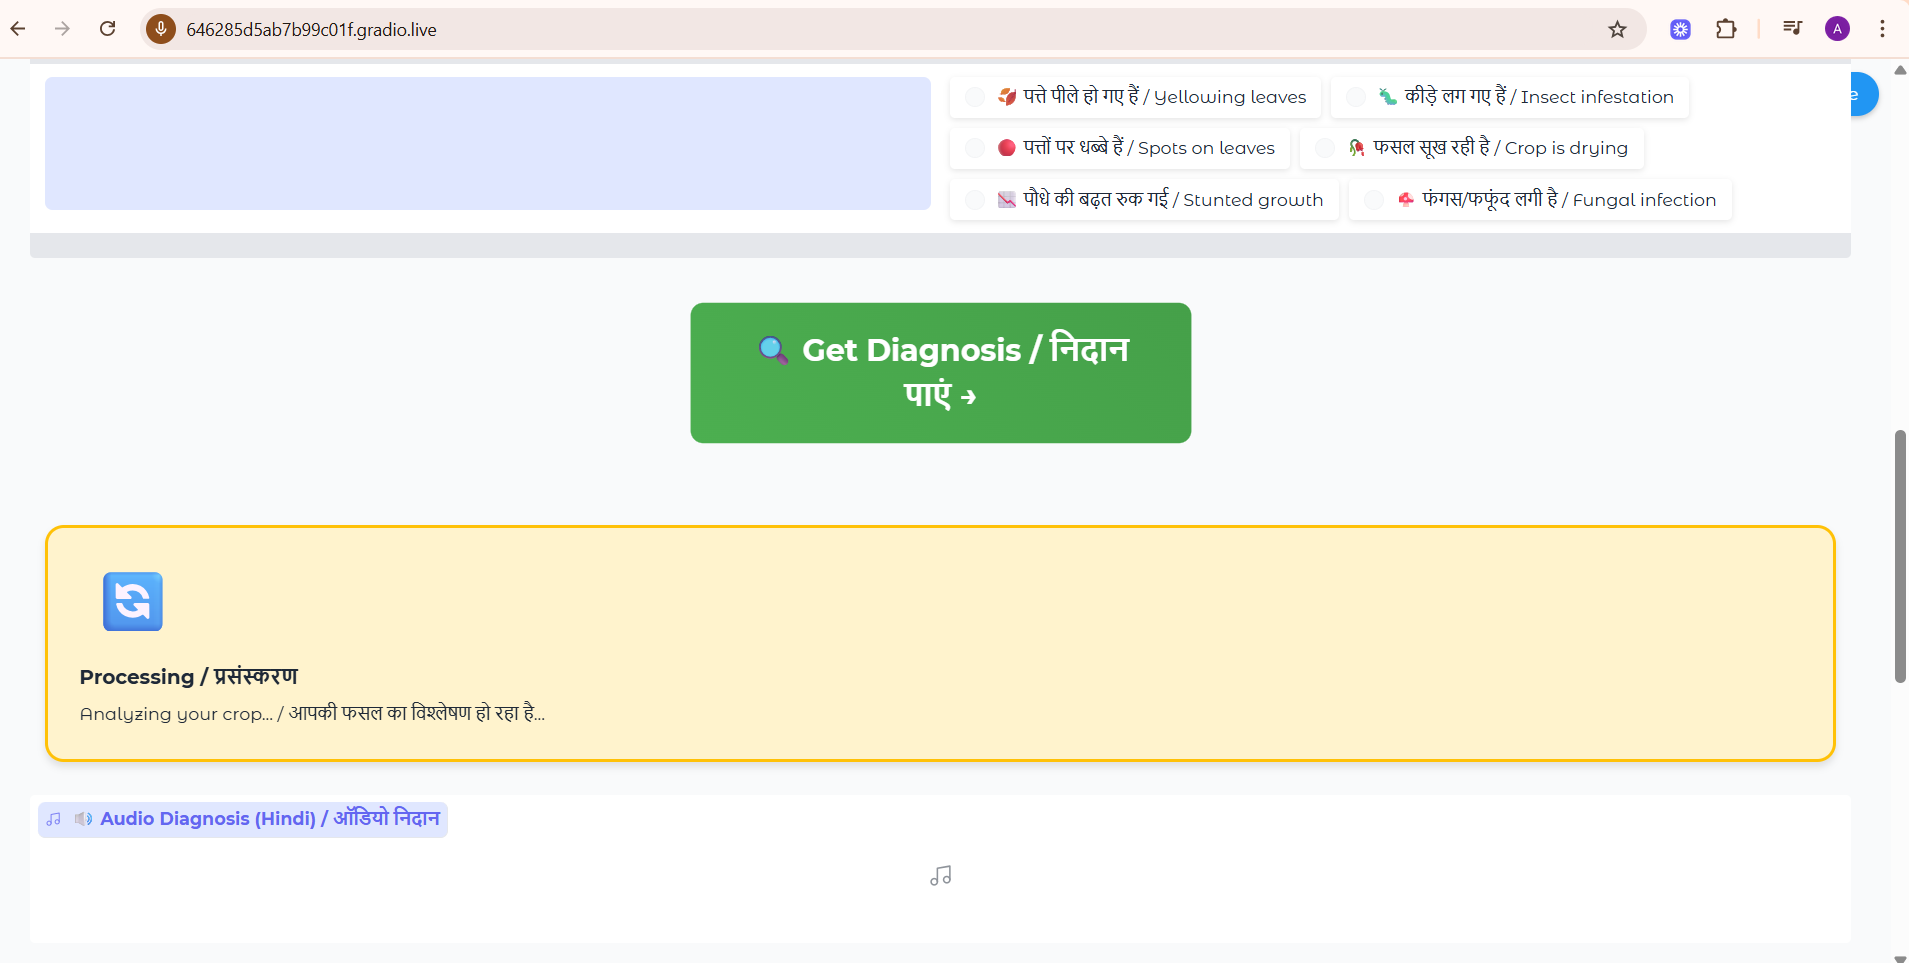 646285d5ab7b99c01f.gradio.live
A
e
पत्ते पीले हो गए हैं / Yellowing leaves
कीड़े लग गए हैं / Insect infestation
पत्तों पर धब्बे हैं / Spots on leaves
फसल सूख रही है / Crop is drying
पौधे की बढ़त रुक गई / Stunted growth
फंगस/फफूंद लगी है / Fungal infection
Get Diagnosis / निदान
पाएं →
Processing / प्रसंस्करण
Analyzing your crop... / आपकी फसल का विश्लेषण हो रहा है...
Audio Diagnosis (Hindi) / ऑडियो निदान